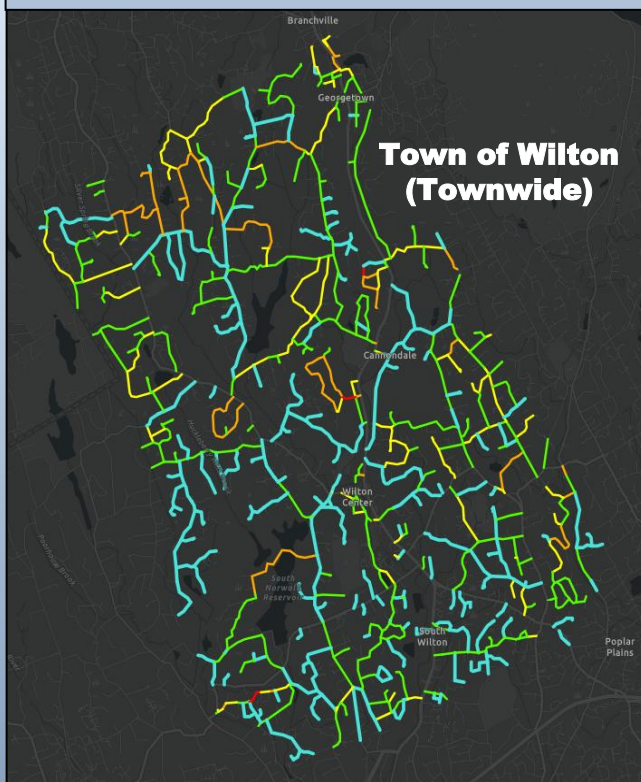 Branchville
Georgetown
Town of Wilton
(Townwide)
Cannondale
Wilton
Center
South
Norwalk
Reservoir
South
Wilton
Poplar
Plains